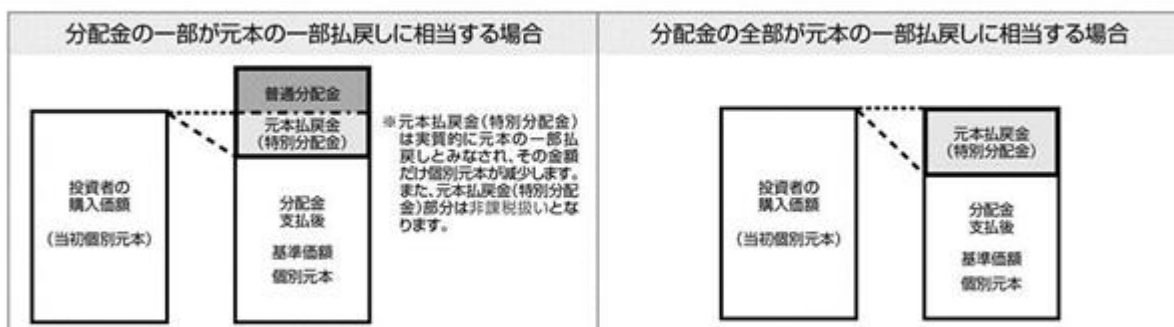 分配金の一部が元本の一部払戻しに相当する場合
普通分配金
元本払戻金
(特別分配金)
投資者の
購入価額
(当初個別元本)
分配金
支払後
基準価額
個別元本
※元本払戻金(特別分配金)
は実質的に元本の一部払
戻しとみなされ、その金額
だけ個別元本が減少します。
また、元本払戻金(特別分配
金)部分は非課税扱いとな
ります。
分配金の全部が元本の一部払戻しに相当する場合
元本払戻金
(特別分配金)
投資者の
購入価額
(当初個別元本)
分配金
支払後
基準価額
個別元本